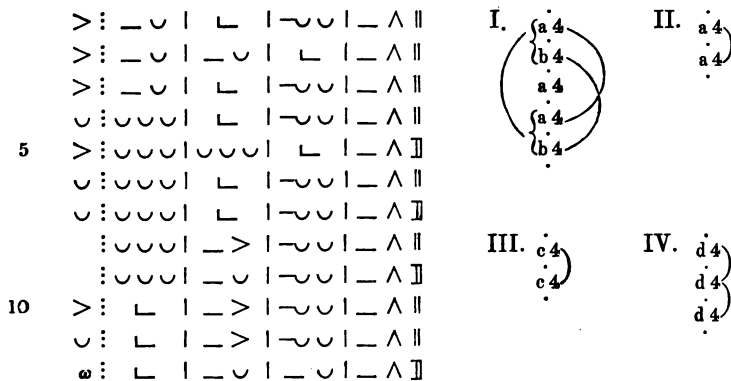 > ⋮ _ ∪ | ⌞ | –∪∪ | _ ∧ ‖
> ⋮ _ ∪ | _ ∪ | ⌞ | _ ∧ ‖
> ⋮ _ ∪ | ⌞ | –∪∪ | _ ∧ ‖
∪ ⋮ ∪∪∪ | ⌞ | –∪∪ | _ ∧ ‖
5 > ⋮ ∪∪∪ | ∪∪∪ | ⌞ | _ ∧ ⟧
∪ ⋮ ∪∪∪ | ⌞ | –∪∪ | _ ∧ ‖
∪ ⋮ ∪∪∪ | ⌞ | –∪∪ | _ ∧ ⟧
⋮ ∪∪∪ | _ > | –∪∪ | _ ∧ ‖
⋮ ∪∪∪ | _ ∪ | –∪∪ | _ ∧ ⟧
10 > ⋮ ⌞ | _ > | –∪∪ | _ ∧ ‖
∪ ⋮ ⌞ | _ > | –∪∪ | _ ∧ ‖
ω ⋮ ⌞ | _ ∪ | _ ∪ | _ ∧ ⟧
I.
a 4
b 4
a 4
a 4
b 4
II.
a 4
a 4
III.
c 4
c 4
IV.
d 4
d 4
d 4